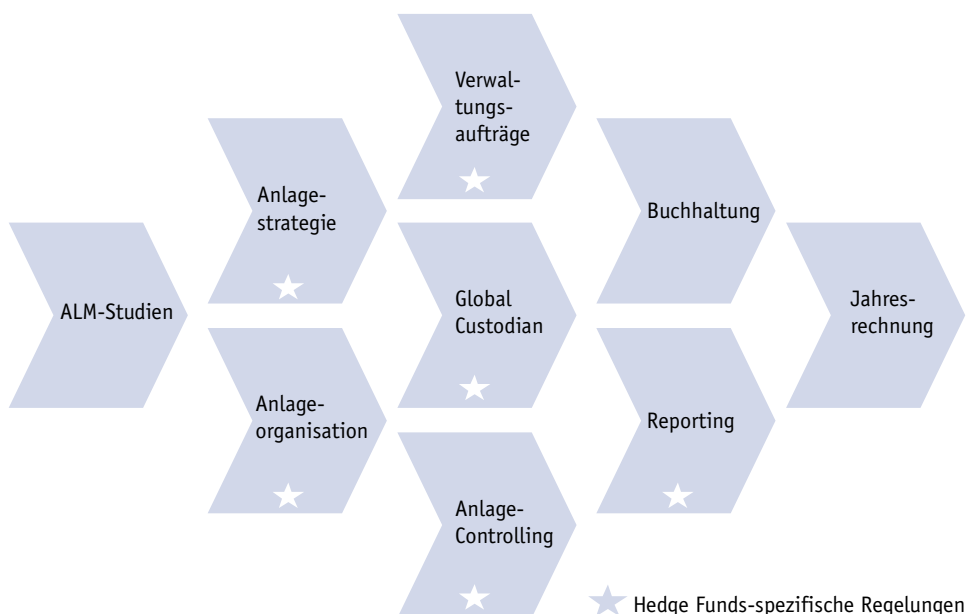 ALM-Studien
Anlage-
strategie
Anlage-
organisation
Verwal-
tungs-
aufträge
Global
Custodian
Anlage-
Controlling
Buchhaltung
Reporting
Jahres-
rechnung
Hedge Funds-spezifische Regelungen